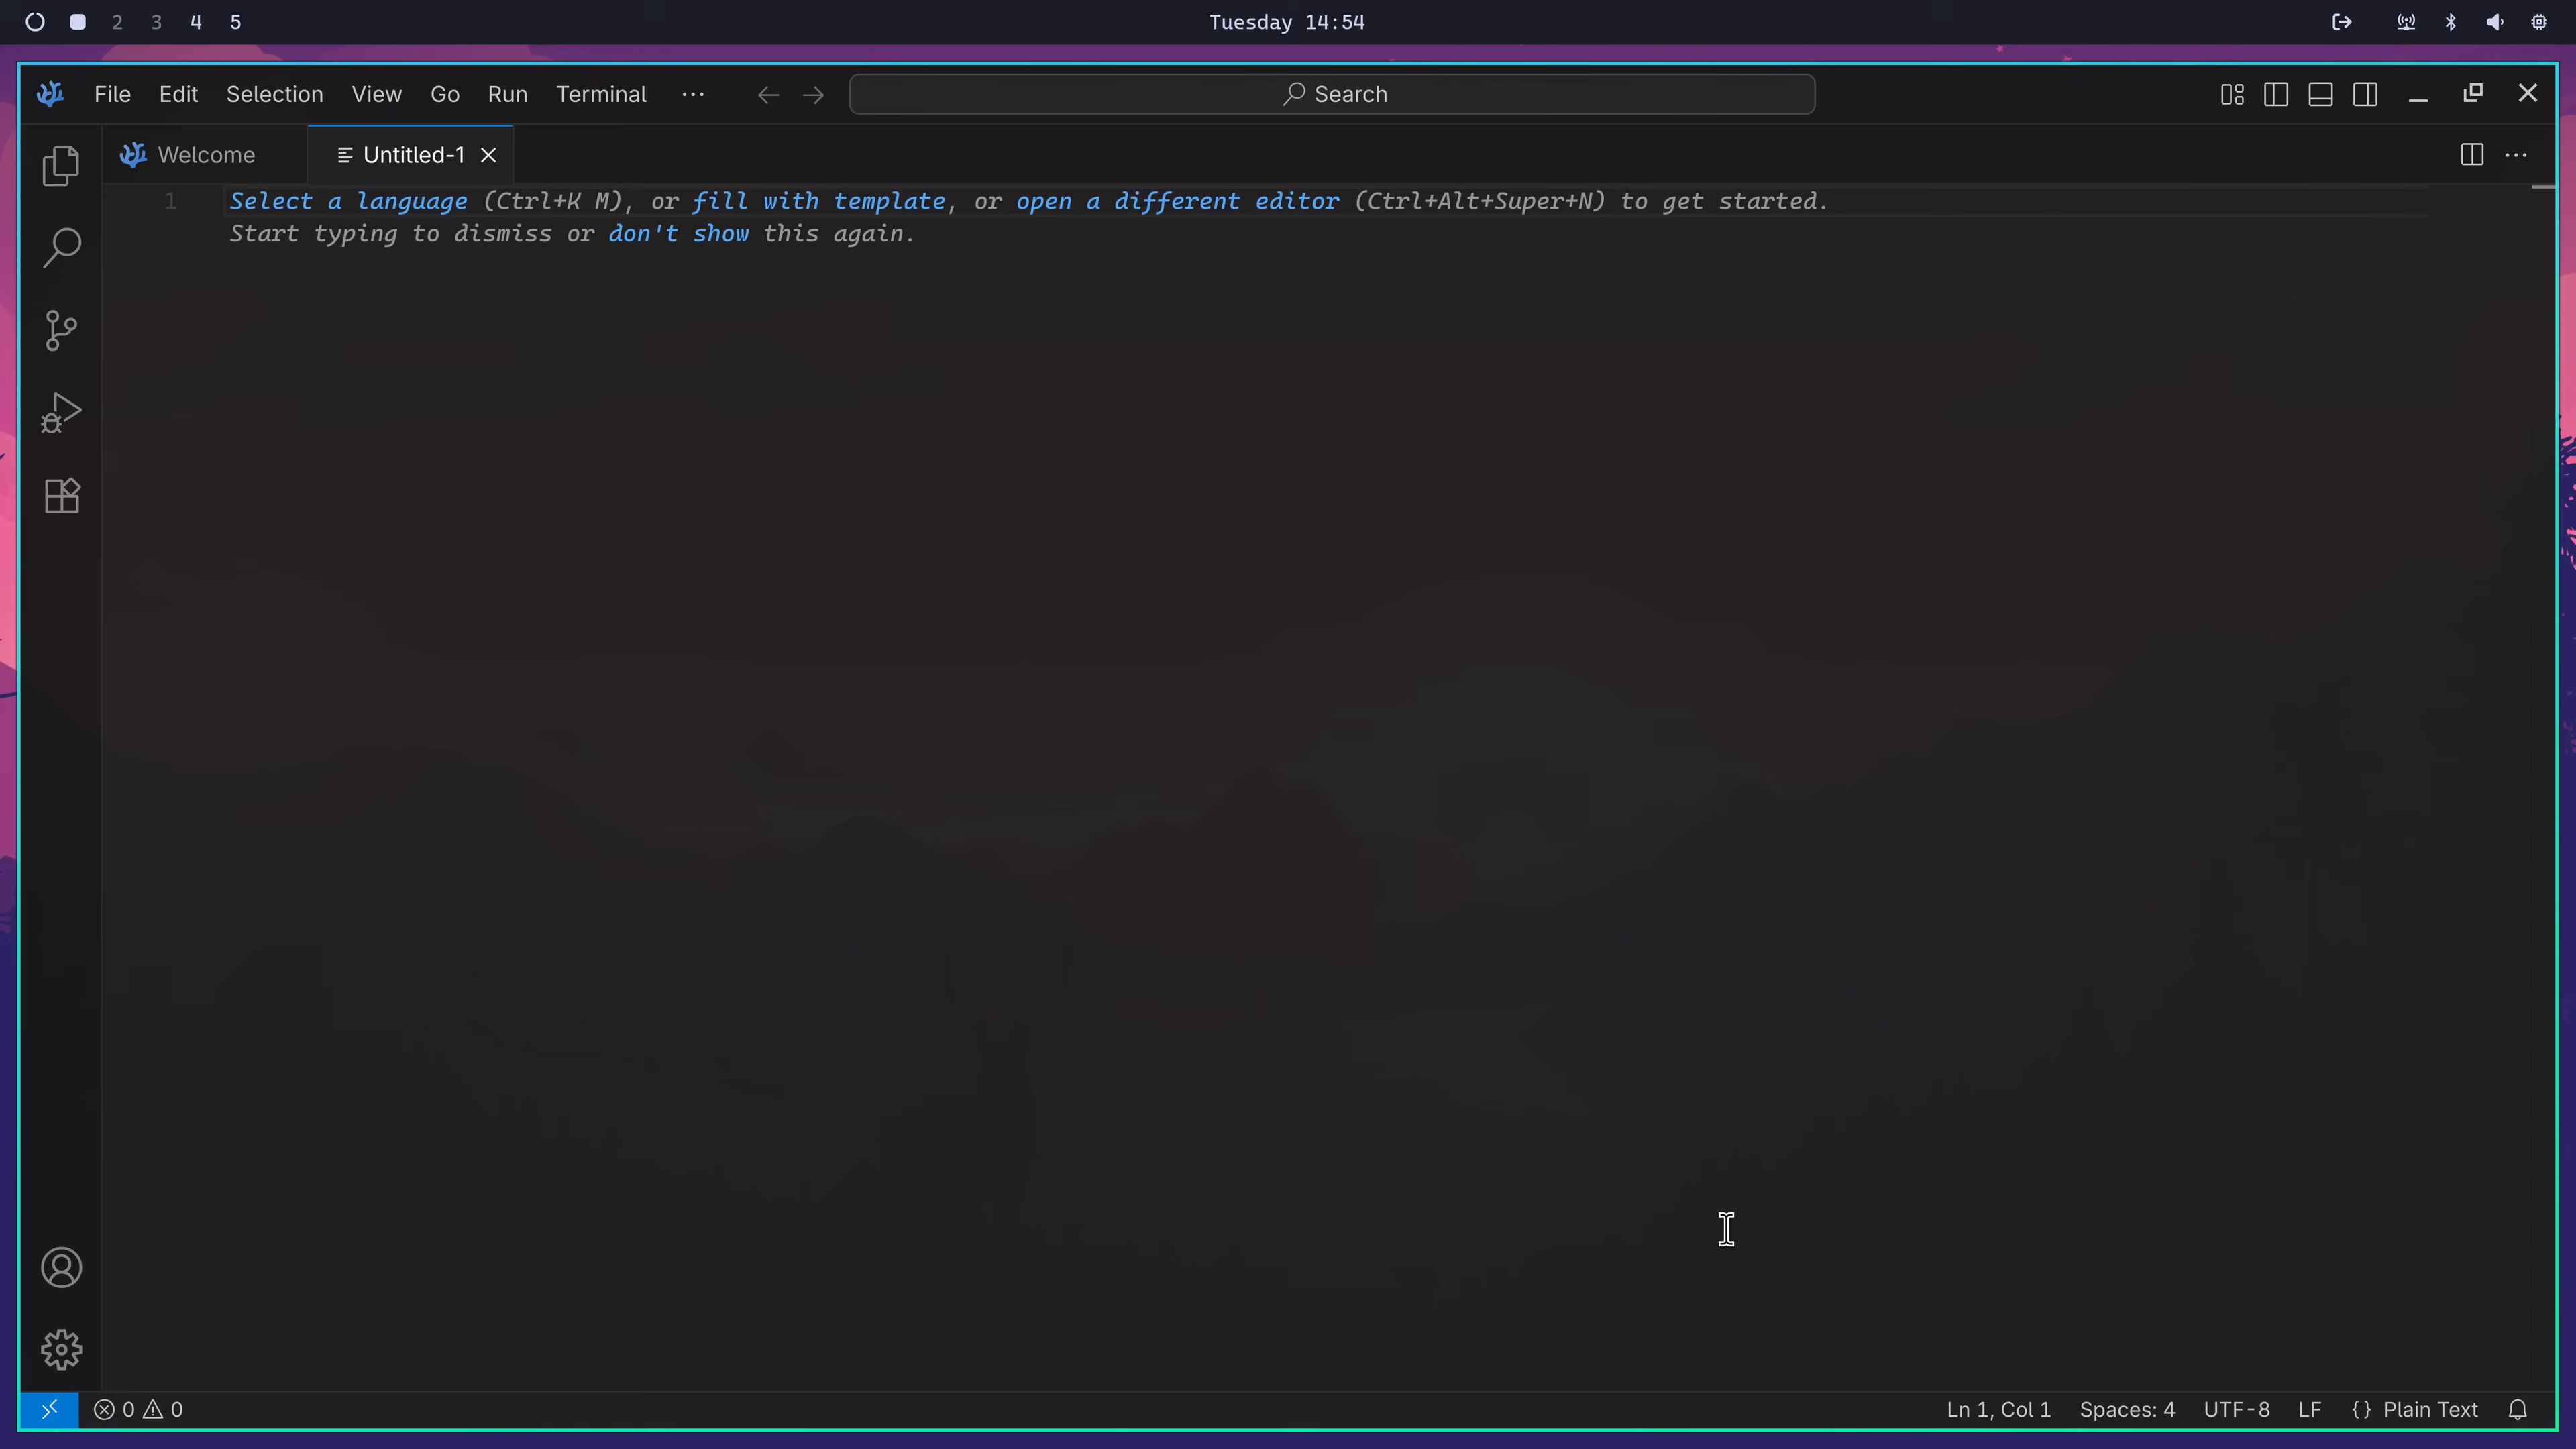 2 3 4 5 Tuesday 14:54
File Edit Selection View Go Run Terminal ··· Search
Welcome Untitled-1
1 Select a language (Ctrl+K M), or fill with template, or open a different editor (Ctrl+Alt+Super+N) to get started.
Start typing to dismiss or don't show this again.
0 0 Ln 1, Col 1 Spaces: 4 UTF-8 LF {} Plain Text